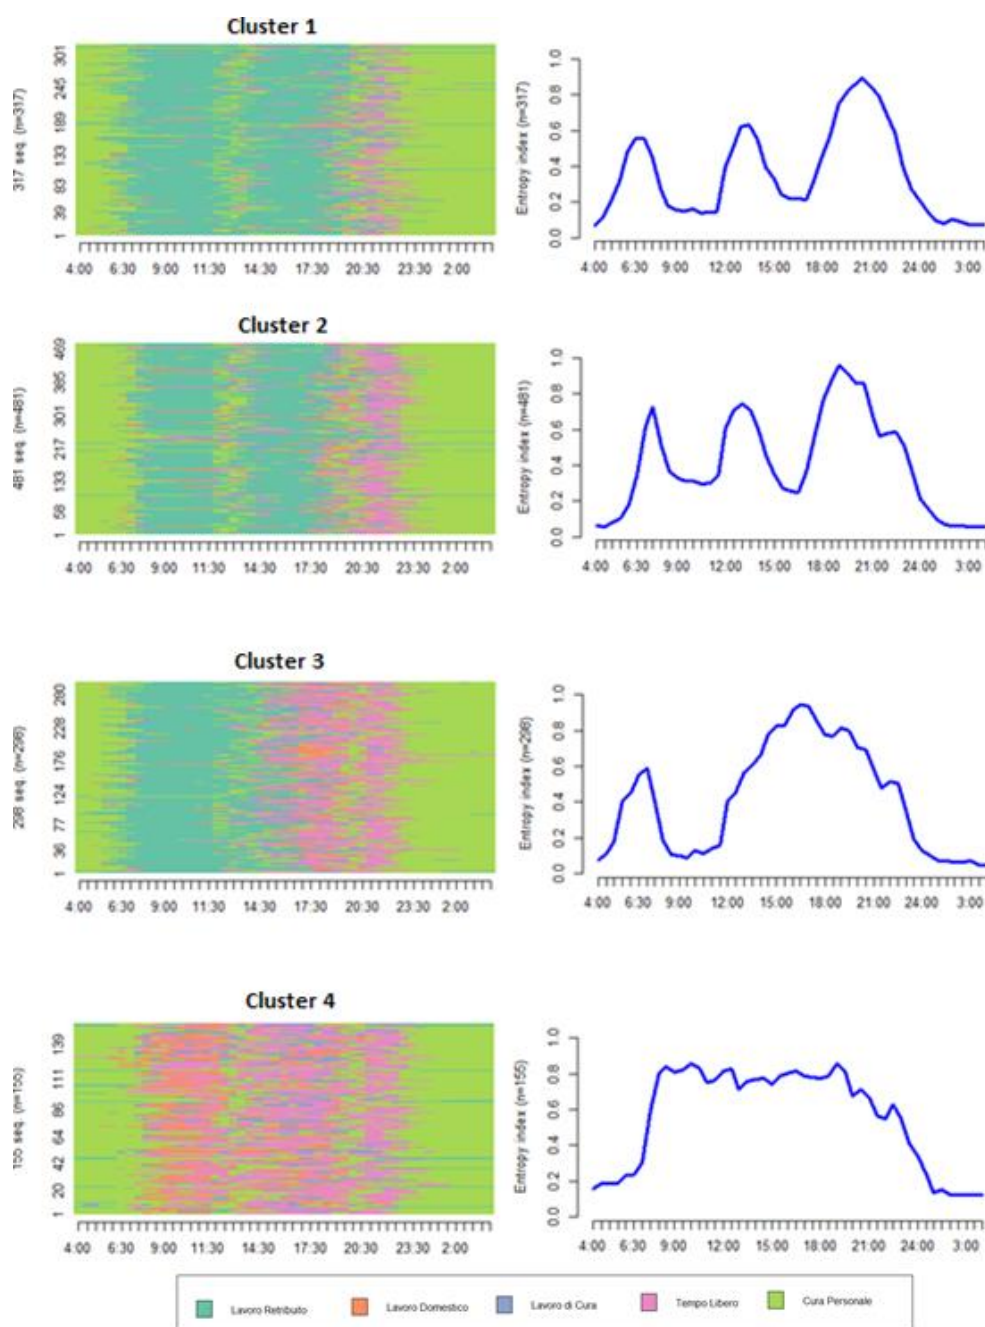 Cluster 1
317 seq. (n=317)
1 39 83 133 189 245 301
4:00 6:30 9:00 11:30 14:30 17:30 20:30 23:30 2:00
Entropy index (n=317)
0.0 0.2 0.4 0.6 0.8 1.0
4:00 6:30 9:00 12:00 15:00 18:00 21:00 24:00 3:00
Cluster 2
481 seq. (n=481)
1 58 133 217 301 385 469
4:00 6:30 9:00 11:30 14:30 17:30 20:30 23:30 2:00
Entropy index (n=481)
0.0 0.2 0.4 0.6 0.8 1.0
4:00 6:30 9:00 12:00 15:00 18:00 21:00 24:00 3:00
Cluster 3
298 seq. (n=298)
1 36 77 124 176 228 280
4:00 6:30 9:00 11:30 14:30 17:30 20:30 23:30 2:00
Entropy index (n=298)
0.0 0.2 0.4 0.6 0.8 1.0
4:00 6:30 9:00 12:00 15:00 18:00 21:00 24:00 3:00
Cluster 4
155 seq. (n=155)
1 20 42 64 86 111 139
4:00 6:30 9:00 11:30 14:30 17:30 20:30 23:30 2:00
Entropy index (n=155)
0.0 0.2 0.4 0.6 0.8 1.0
4:00 6:30 9:00 12:00 15:00 18:00 21:00 24:00 3:00
Lavoro Retributo Lavoro Domestico Lavoro di Cura Tempo Libero Cura Personale